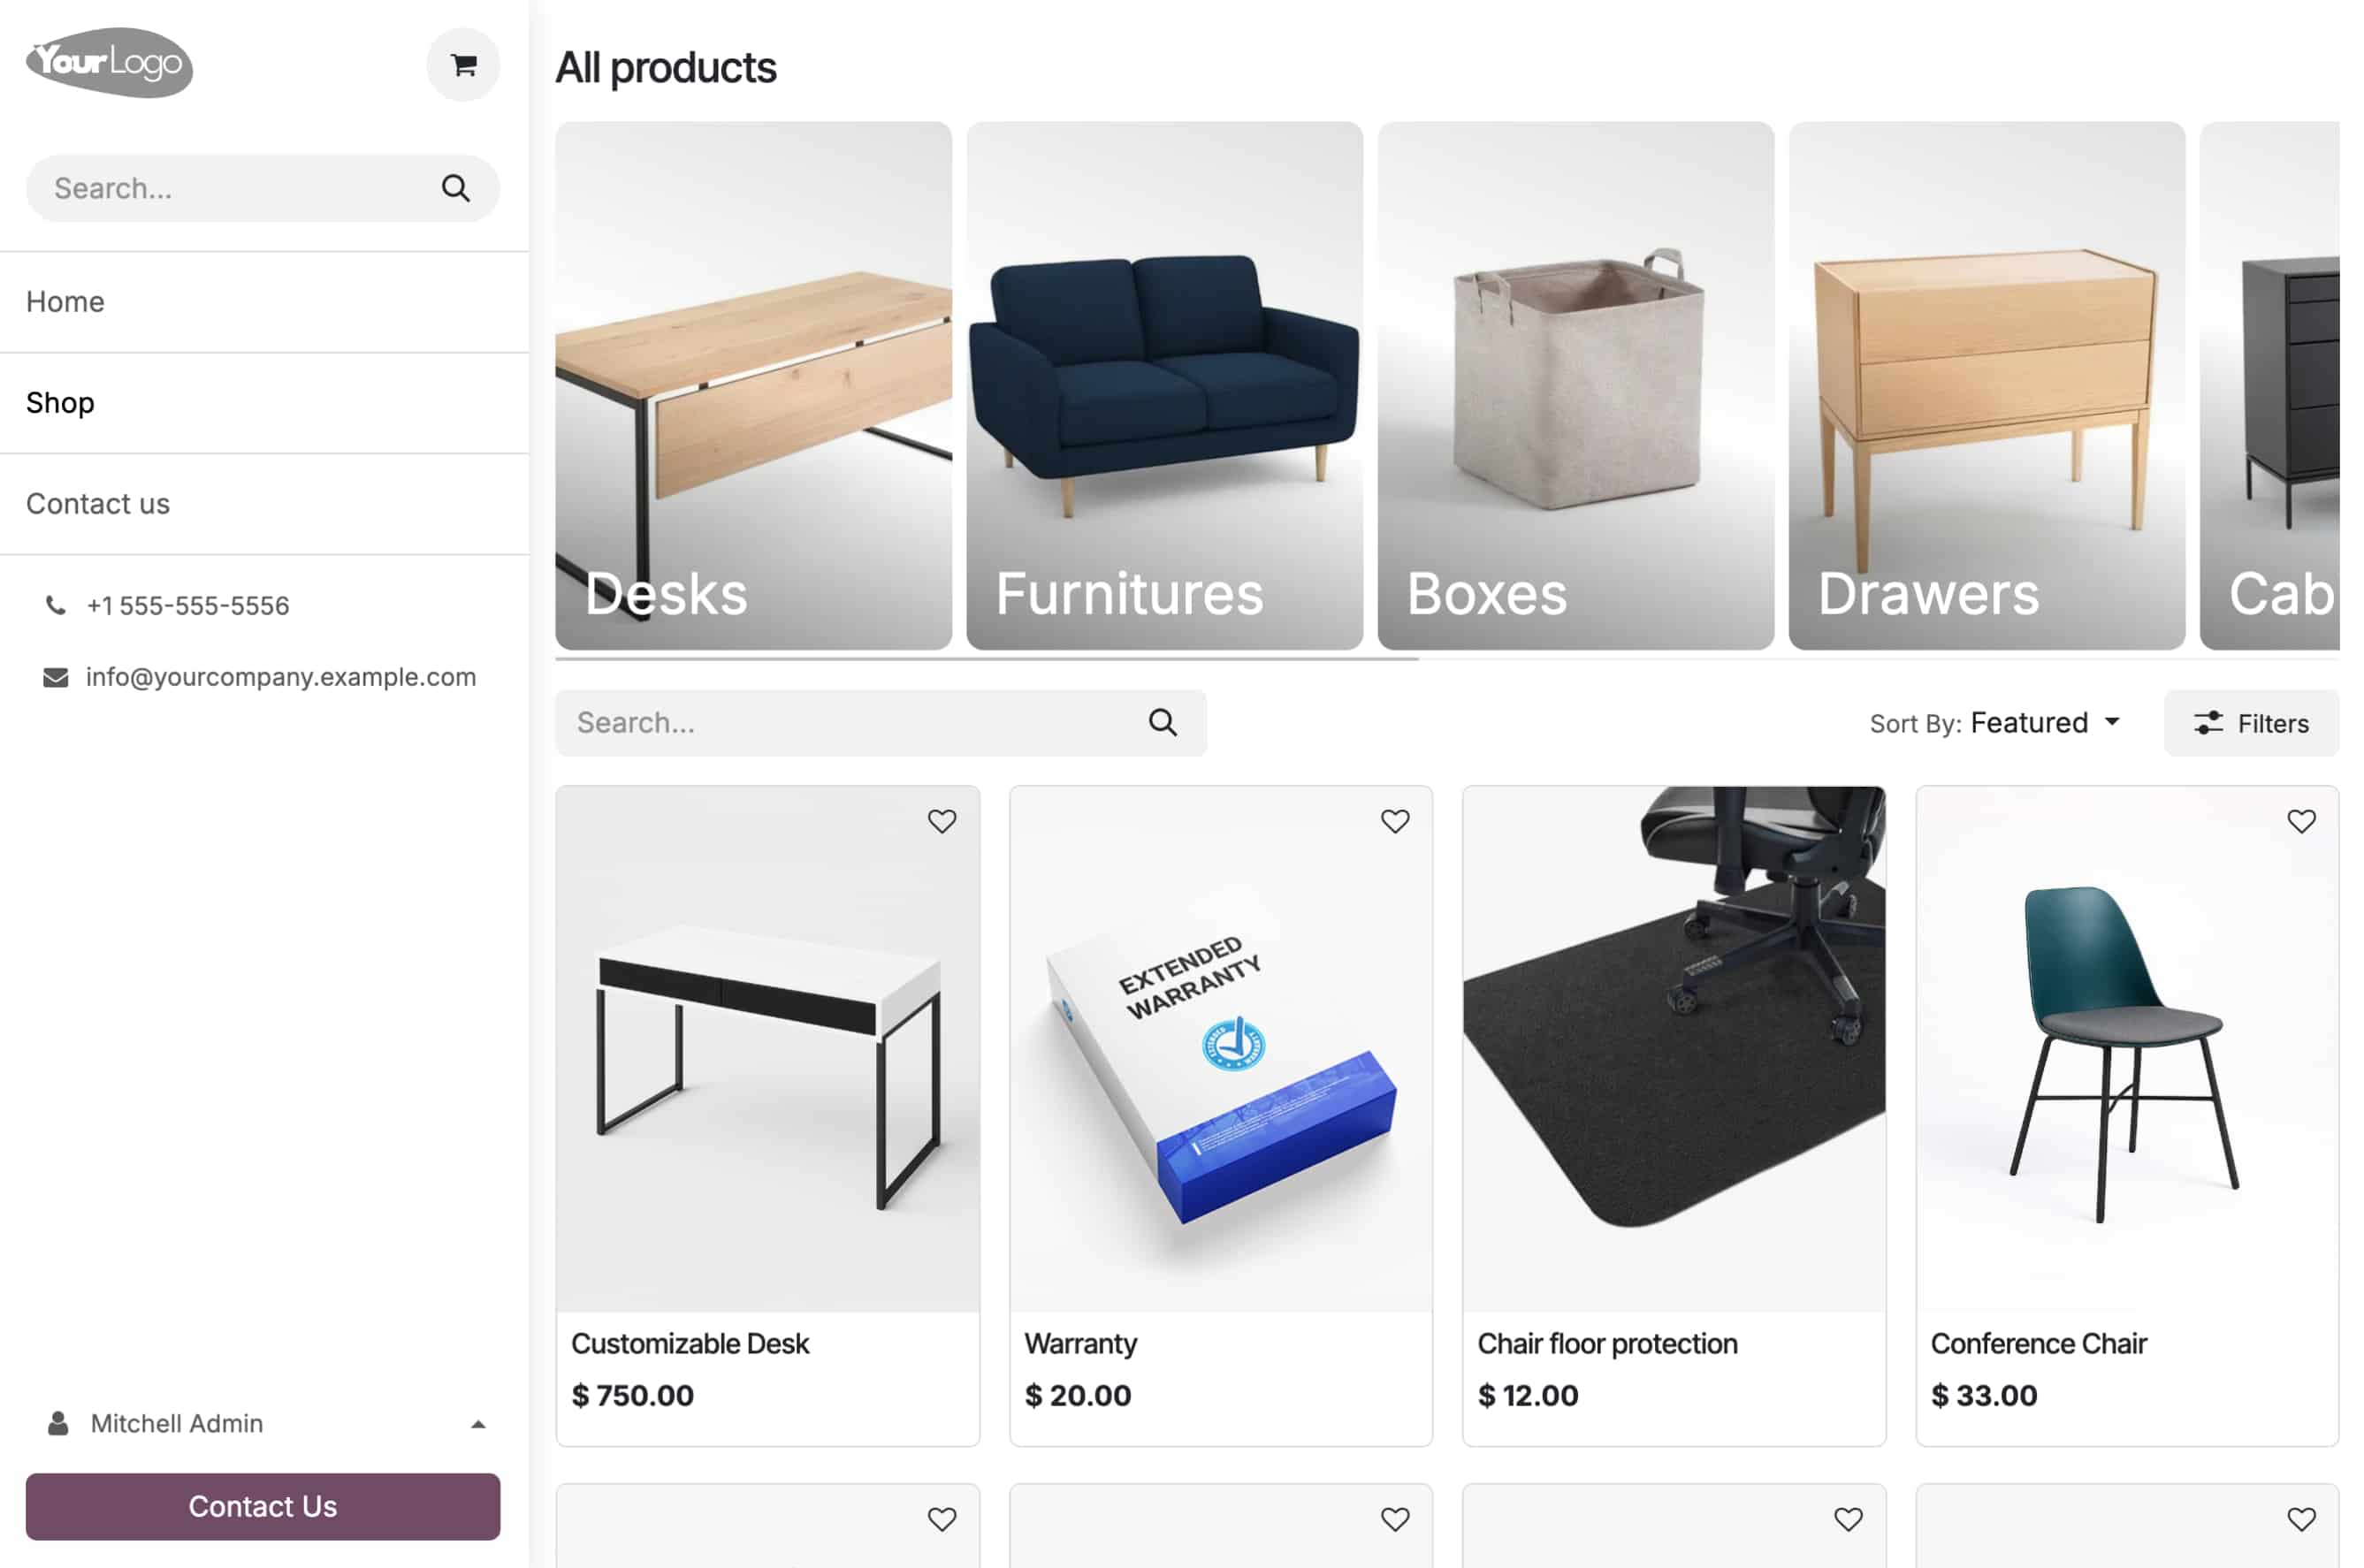 YourLogo
Search...
Home
Shop
Contact us
+1 555-555-5556
info@yourcompany.example.com
Mitchell Admin
Contact Us
All products
Desks
Furnitures
Boxes
Drawers
Cab
Search...
Sort By: Featured
Filters
EXTENDED
WARRANTY
Customizable Desk
$ 750.00
Warranty
$ 20.00
Chair floor protection
$ 12.00
Conference Chair
$ 33.00